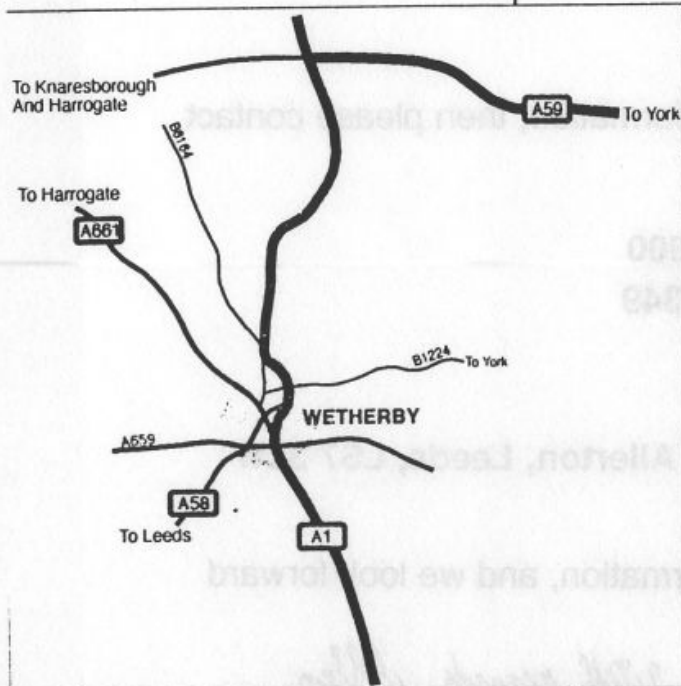 To Knaresborough
And Harrogate
A59
To York
B6164
To Harrogate
A661
B1224
To York
WETHERBY
A659
A58
To Leeds
A1
rmation, then please contact
Allerton, Leeds, LS7
rmation, and we look forward